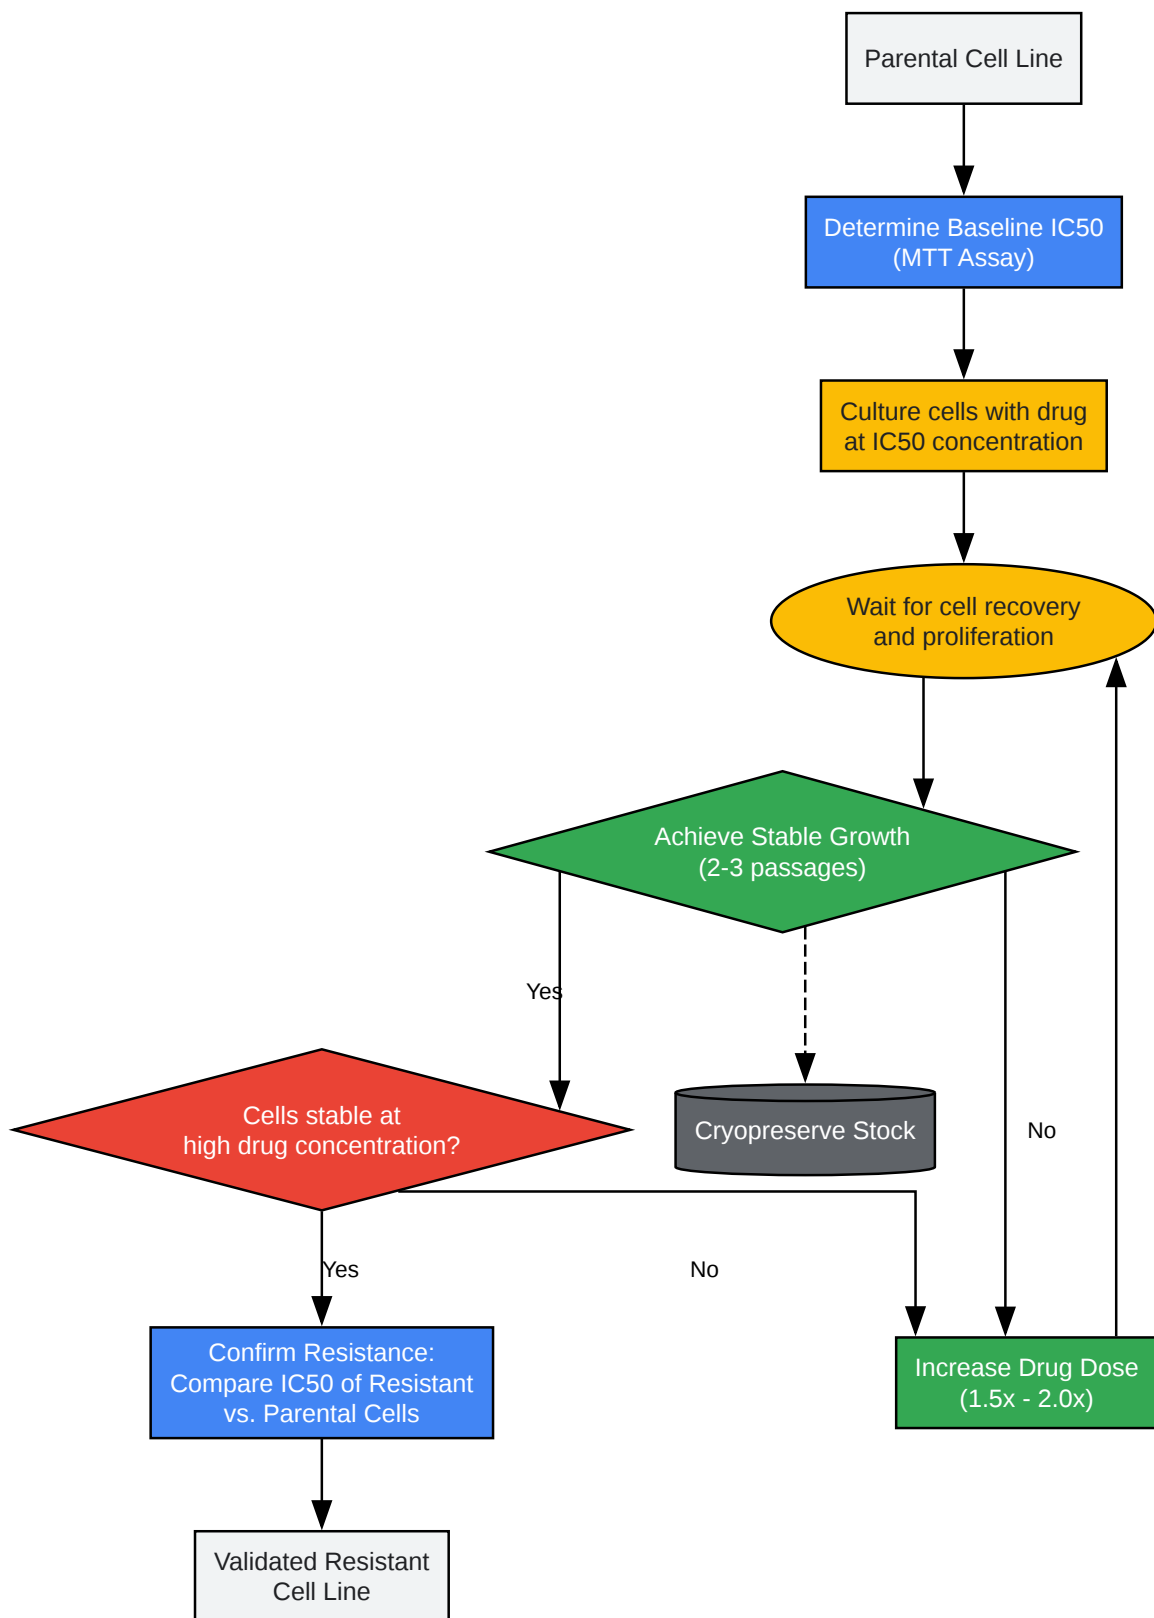 Parental Cell Line
Determine Baseline IC50
(MTT Assay)
Culture cells with drug
at IC50 concentration
Wait for cell recovery
and proliferation
Achieve Stable Growth
(2-3 passages)
Yes
Cells stable at
high drug concentration?
Cryopreserve Stock
No
Yes
No
Confirm Resistance:
Compare IC50 of Resistant
vs. Parental Cells
Increase Drug Dose
(1.5x - 2.0x)
Validated Resistant
Cell Line